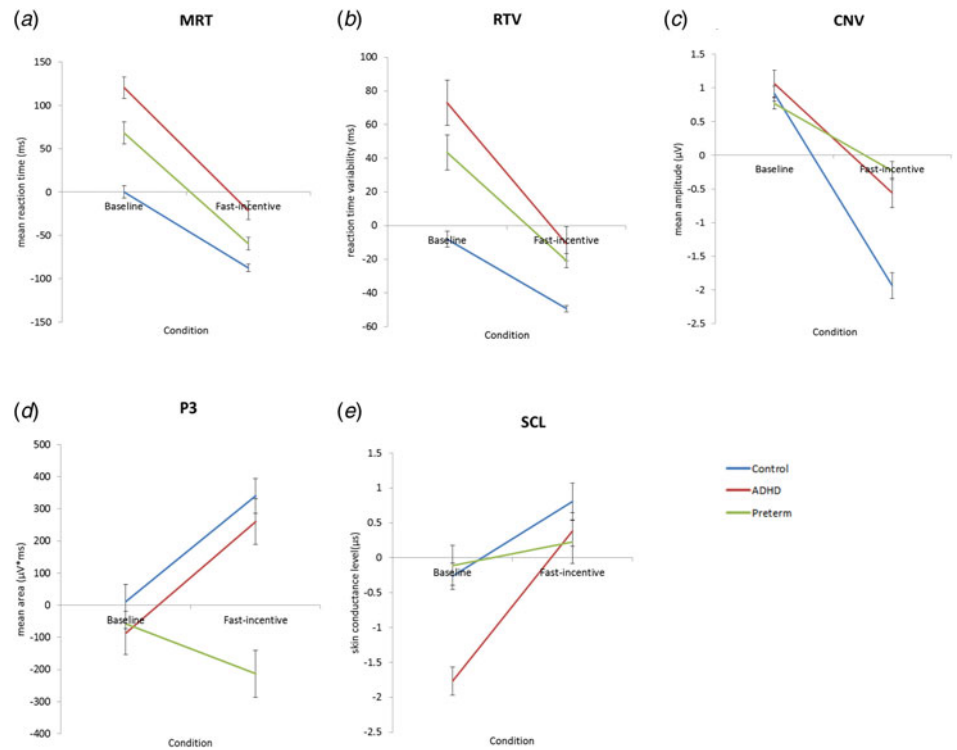 (a)
MRT
mean reaction time (ms)
150
100
50
0
-50
-100
-150
Baseline
Fast-incentive
Condition
(b)
RTV
reaction time variability (ms)
100
80
60
40
20
0
-20
-40
-60
Baseline
Fast-incentive
Condition
(c)
CNV
mean amplitude (μV)
1.5
1
0.5
0
-0.5
-1
-1.5
-2
-2.5
Baseline
Fast-incentive
Condition
(d)
P3
mean area (μV*ms)
500
400
300
200
100
0
-100
-200
-300
-400
Baseline
Fast-incentive
Condition
(e)
SCL
skin conductance level(μs)
1.5
1
0.5
0
-0.5
-1
-1.5
-2
-2.5
Baseline
Fast-incentive
Condition
Control
ADHD
Preterm